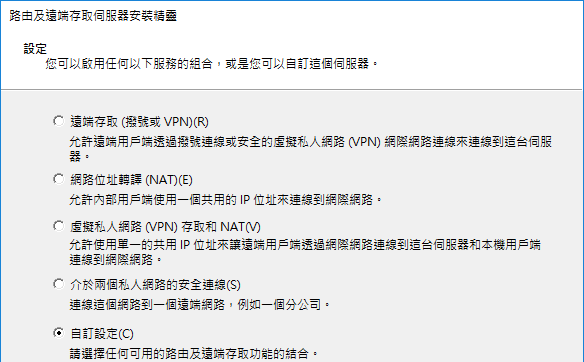 路由及遠端存取伺服器安裝精靈
設定
您可以啟用任何以下服務的組合，或是您可以自訂這個伺服器。
遠端存取 (撥號或 VPN)(R)
允許遠端用戶端透過撥號連線或安全的虛擬私人網路 (VPN) 網際網路連線來連線到這台伺服
器。
網路位址轉譯 (NAT)(E)
允許內部用戶端使用一個共用的 IP 位址來連線到網際網路。
虛擬私人網路 (VPN) 存取和 NAT(V)
允許使用單一的共用 IP 位址來讓遠端用戶端透過網際網路連線到這台伺服器和本機用戶端
連線到網際網路。
介於兩個私人網路的安全連線(S)
連線這個網路到一個遠端網路，例如一個分公司。
自訂設定(C)
請選擇任何可用的路由及遠端存取功能的結合。